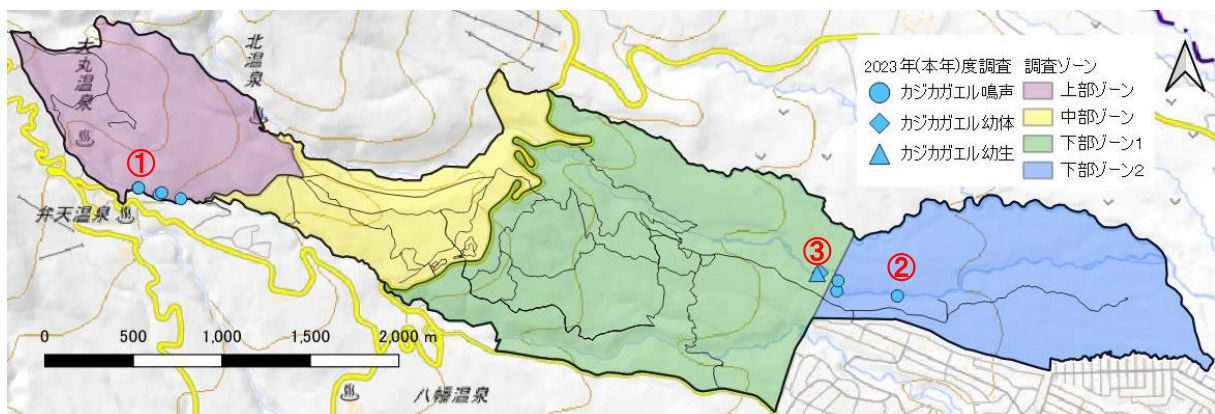 大丸温泉
北温泉
2023年(本年)度調査 調査ゾーン
カジカガエル鳴声 上部ゾーン
カジカガエル幼体 中部ゾーン
カジカガエル幼生 下部ゾーン1
下部ゾーン2
①
弁天温泉
③
②
0 500 1,000 1,500 2,000 m
八幡温泉